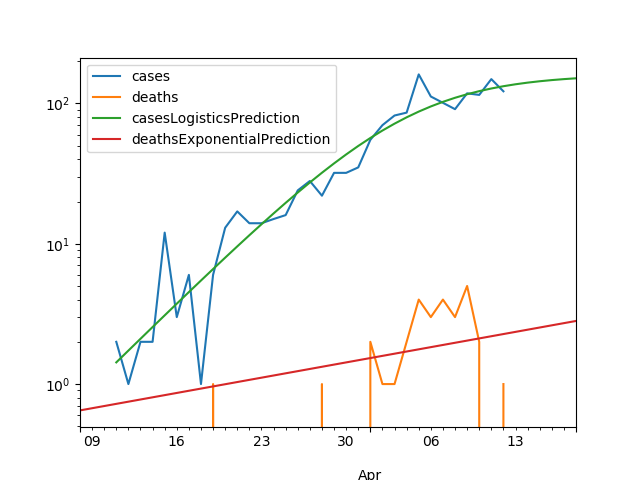 cases
deaths
casesLogisticsPrediction
deathsExponentialPrediction
10²
10¹
10⁰
09 16 23 30 06 13
Apr